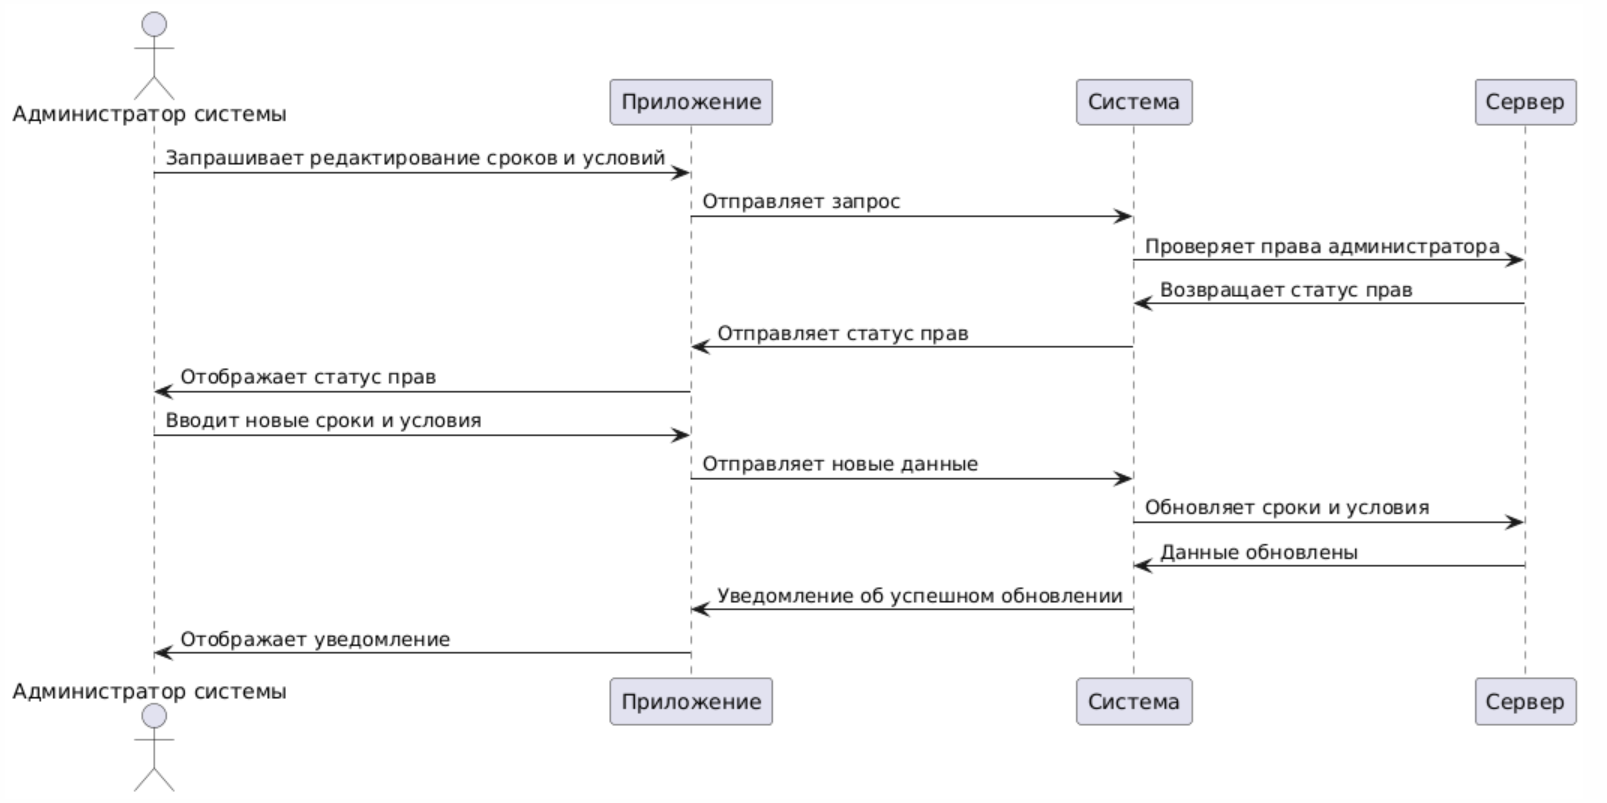 Администратор системы
Приложение
Система
Сервер
Запрашивает редактирование сроков и условий
Отправляет запрос
Проверяет права администратора
Возвращает статус прав
Отправляет статус прав
Отображает статус прав
Вводит новые сроки и условия
Отправляет новые данные
Обновляет сроки и условия
Данные обновлены
Уведомление об успешном обновлении
Отображает уведомление
Администратор системы
Приложение
Система
Сервер